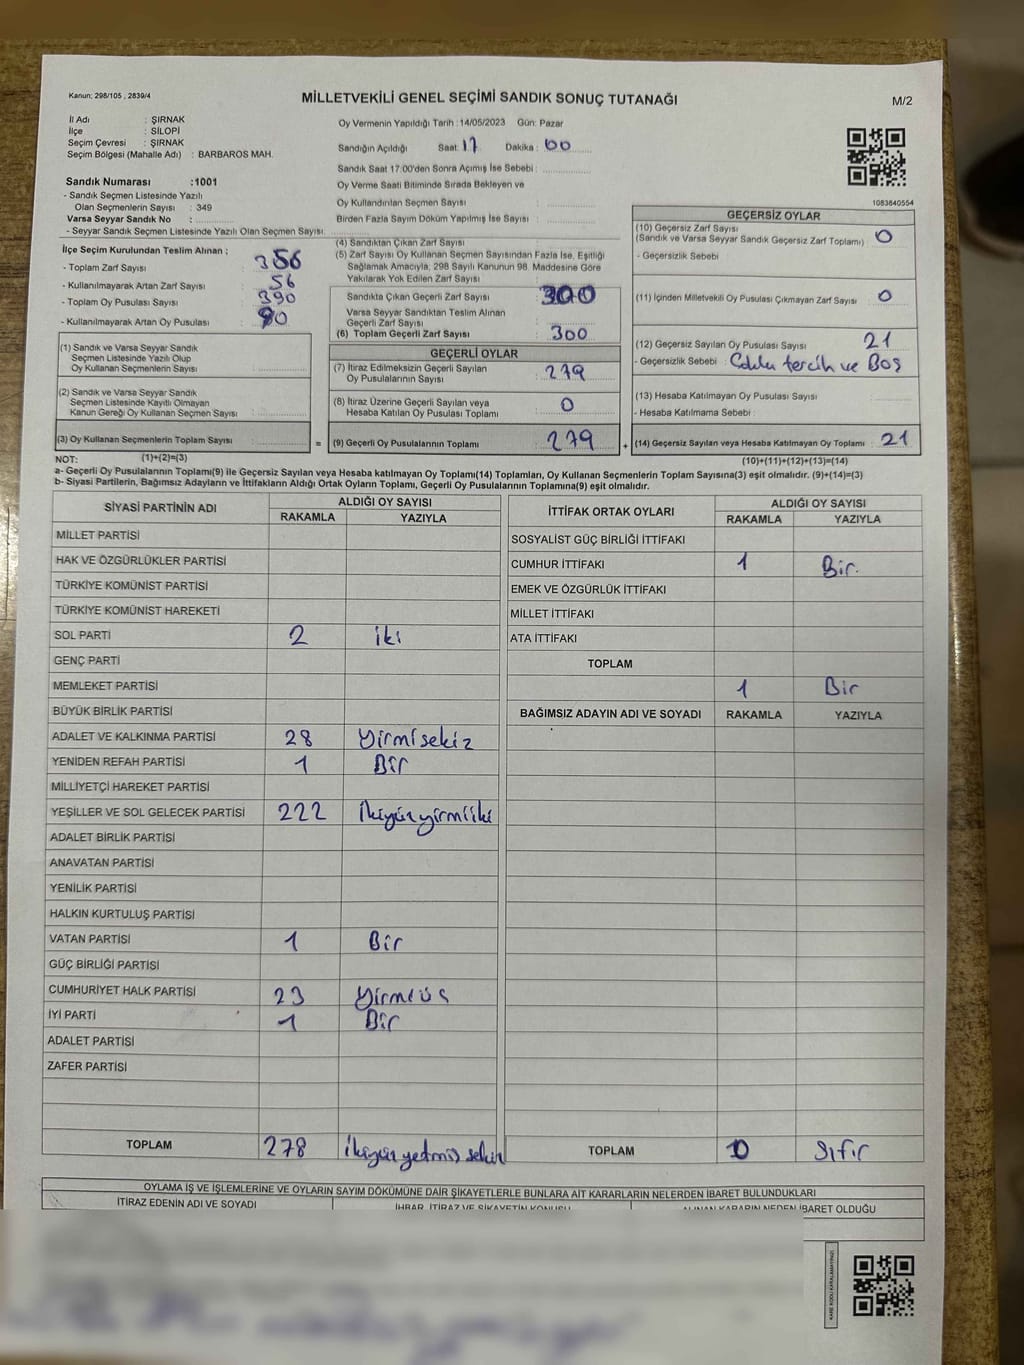 Kanun; 298/105 , 2839/4
MİLLETVEKİLİ GENEL SEÇİMİ SANDIK SONUÇ TUTANAĞI
M/2
İl Adı : ŞIRNAK
İlçe : SİLOPİ
Seçim Çevresi : ŞIRNAK
Seçim Bölgesi (Mahalle Adı) : BARBAROS MAH.
Sandık Numarası :1001
- Sandık Seçmen Listesinde Yazılı
Olan Seçmenlerin Sayısı : 349
Varsa Seyyar Sandık No :
- Seyyar Sandık Seçmen Listesinde Yazılı Olan Seçmen Sayısı:
Oy Vermenin Yapıldığı Tarih : 14/05/2023 Gün: Pazar
Sandığın Açıldığı Saat: 17 Dakika : 00
Sandık Saat 17:00'den Sonra Açımış İse Sebebi :
Oy Verme Saati Bitiminde Sırada Bekleyen ve
Oy Kullandırılan Seçmen Sayısı :
Birden Fazla Sayım Döküm Yapılmış İse Sayısı :
1083840554
İlçe Seçim Kurulundan Teslim Alınan ;
- Toplam Zarf Sayısı : 356
- Kullanılmayarak Artan Zarf Sayısı : 56
- Toplam Oy Pusulası Sayısı : 390
- Kullanılmayarak Artan Oy Pusulası : 90
(4) Sandıktan Çıkan Zarf Sayısı :
(5) Zarf Sayısı Oy Kullanan Seçmen Sayısından Fazla İse, Eşitliği
Sağlamak Amacıyla; 298 Sayılı Kanunun 98. Maddesine Göre
Yakılarak Yok Edilen Zarf Sayısı :
Sandıkta Çıkan Geçerli Zarf Sayısı : 300
Varsa Seyyar Sandıktan Teslim Alınan
Geçerli Zarf Sayısı :
(6) Toplam Geçerli Zarf Sayısı : 300
GEÇERSİZ OYLAR
(10) Geçersiz Zarf Sayısı
(Sandık ve Varsa Seyyar Sandık Geçersiz Zarf Toplamı) : 0
- Geçersizlik Sebebi :
(11) İçinden Milletvekili Oy Pusulası Çıkmayan Zarf Sayısı : 0
(12) Geçersiz Sayılan Oy Pusulası Sayısı : 21
- Geçersizlik Sebebi : Çoklu tercih ve Boş
(13) Hesaba Katılmayan Oy Pusulası Sayısı :
- Hesaba Katılmama Sebebi :
(14) Geçersiz Sayılan veya Hesaba Katılmayan Oy Toplamı : 21
(10)+(11)+(12)+(13)=(14)
(1) Sandık ve Varsa Seyyar Sandık
Seçmen Listesinde Yazılı Olup
Oy Kullanan Seçmenlerin Sayısı :
(2) Sandık ve Varsa Seyyar Sandık
Seçmen Listesinde Kayıtlı Olmayan
Kanun Gereği Oy Kullanan Seçmen Sayısı :
(3) Oy Kullanan Seçmenlerin Toplam Sayısı :
=
GEÇERLİ OYLAR
(7) İtiraz Edilmeksizin Geçerli Sayılan
Oy Pusulalarının Sayısı : 279
(8) İtiraz Üzerine Geçerli Sayılan veya
Hesaba Katılan Oy Pusulası Toplamı : 0
(9) Geçerli Oy Pusulalarının Toplamı : 279
+
NOT: (1)+(2)=(3)
a- Geçerli Oy Pusulalarının Toplamı(9) ile Geçersiz Sayılan veya Hesaba katılmayan Oy Toplamı(14) Toplamları, Oy Kullanan Seçmenlerin Toplam Sayısına(3) eşit olmalıdır. (9)+(14)=(3)
b- Siyasi Partilerin, Bağımsız Adayların ve İttifakların Aldığı Ortak Oyların Toplamı, Geçerli Oy Pusulalarının Toplamına(9) eşit olmalıdır.
SİYASİ PARTİNİN ADI ALDIĞI OY SAYISI
RAKAMLA YAZIYLA
MİLLET PARTİSİ
HAK VE ÖZGÜRLÜKLER PARTİSİ
TÜRKİYE KOMÜNİST PARTİSİ
TÜRKİYE KOMÜNİST HAREKETİ
SOL PARTİ 2 iki
GENÇ PARTİ
MEMLEKET PARTİSİ
BÜYÜK BİRLİK PARTİSİ
ADALET VE KALKINMA PARTİSİ 28 Yirmisekiz
YENİDEN REFAH PARTİSİ 1 Bir
MİLLİYETÇİ HAREKET PARTİSİ
YEŞİLLER VE SOL GELECEK PARTİSİ 222 İkiyüzyirmiiki
ADALET BİRLİK PARTİSİ
ANAVATAN PARTİSİ
YENİLİK PARTİSİ
HALKIN KURTULUŞ PARTİSİ
VATAN PARTİSİ 1 Bir
GÜÇ BİRLİĞİ PARTİSİ
CUMHURİYET HALK PARTİSİ 23 Yirmiüç
İYİ PARTİ 1 Bir
ADALET PARTİSİ
ZAFER PARTİSİ
TOPLAM 278 ikiyüzyetmişsekiz
İTTİFAK ORTAK OYLARI ALDIĞI OY SAYISI
RAKAMLA YAZIYLA
SOSYALİST GÜÇ BİRLİĞİ İTTİFAKI
CUMHUR İTTİFAKI 1 Bir.
EMEK VE ÖZGÜRLÜK İTTİFAKI
MİLLET İTTİFAKI
ATA İTTİFAKI
TOPLAM
1 Bir
BAĞIMSIZ ADAYIN ADI VE SOYADI RAKAMLA YAZIYLA
TOPLAM 0 Sıfır
OYLAMA İŞ VE İŞLEMLERİNE VE OYLARIN SAYIM DÖKÜMÜNE DAİR ŞİKAYETLERLE BUNLARA AİT KARARLARIN NELERDEN İBARET BULUNDUKLARI
İTİRAZ EDENİN ADI VE SOYADI İHBAR, İTİRAZ VE ŞİKAYETİN KONUSU ALINAN KARARIN NEDEN İBARET OLDUĞU
KARE KODU KARALAMAYINIZ!